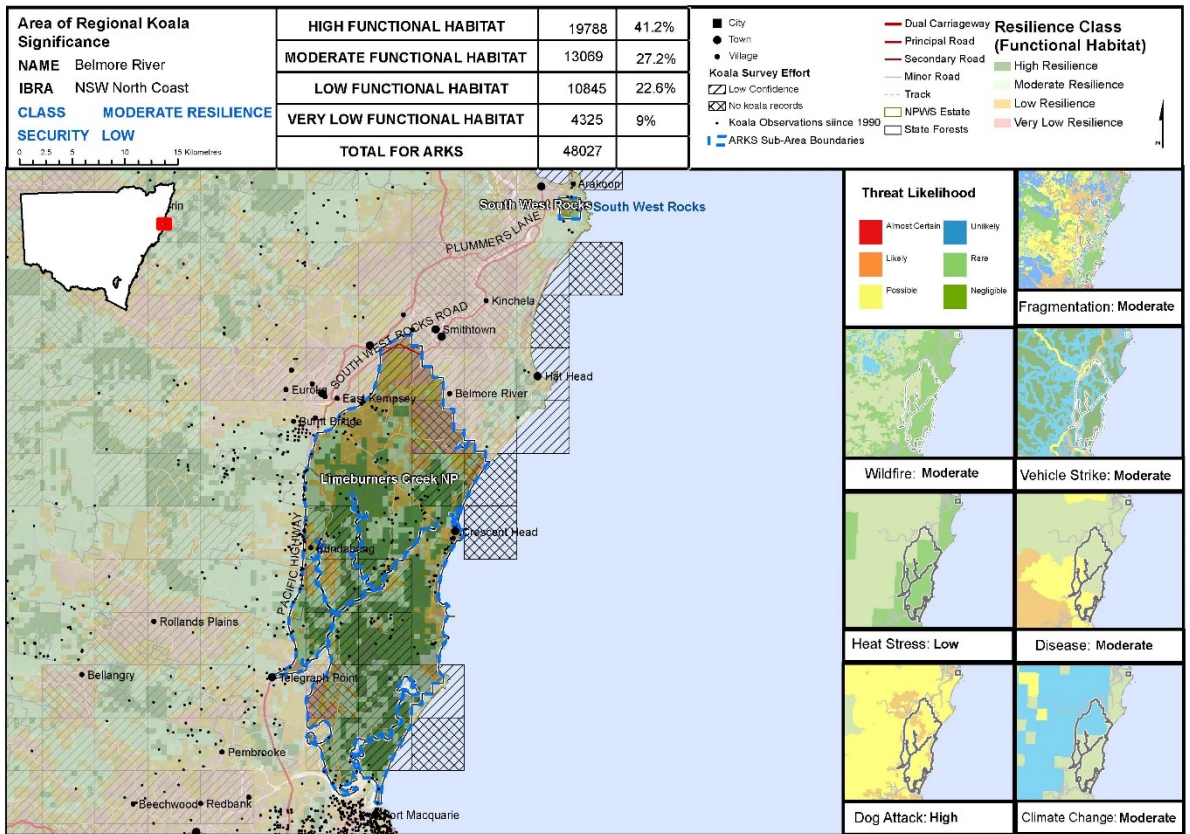 Area of Regional Koala
Significance
NAME Belmore River
IBRA NSW North Coast
CLASS MODERATE RESILIENCE
SECURITY LOW
0 2.5 5 10 15 Kilometres
HIGH FUNCTIONAL HABITAT 19788 41.2%
MODERATE FUNCTIONAL HABITAT 13069 27.2%
LOW FUNCTIONAL HABITAT 10845 22.6%
VERY LOW FUNCTIONAL HABITAT 4325 9%
TOTAL FOR ARKS 48027
City
Town
Village
Koala Survey Effort
Low Confidence
No koala records
Koala Observations siince 1990
ARKS Sub-Area Boundaries
Dual Carriageway
Principal Road
Secondary Road
Minor Road
Track
NPWS Estate
State Forests
Resilience Class
(Functional Habitat)
High Resilience
Moderate Resilience
Low Resilience
Very Low Resilience
N
Arakoon
South West Rocks
South West Rocks
PLUMMERS LANE
Kinchela
SOUTH WEST ROCKS ROAD
Smithtown
Hat Head
Euroka
East Kempsey
Belmore River
Burnt Bridge
Limeburners Creek NP
Crescent Head
Kundabung
PACIFIC HIGHWAY
Rollands Plains
Bellangry
Telegraph Point
Pembrooke
Beechwood
Redbank
Port Macquarie
Threat Likelihood
Almost Certain
Unlikely
Likely
Rare
Possible
Negligible
Fragmentation: Moderate
Wildfire: Moderate
Vehicle Strike: Moderate
Heat Stress: Low
Disease: Moderate
Dog Attack: High
Climate Change: Moderate